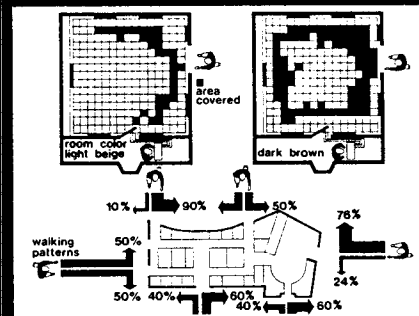 area
covered
room color
light beige
dark brown
10% 90% 50%
walking
patterns
50%
76%
50%
24%
40% 60%
40% 60%